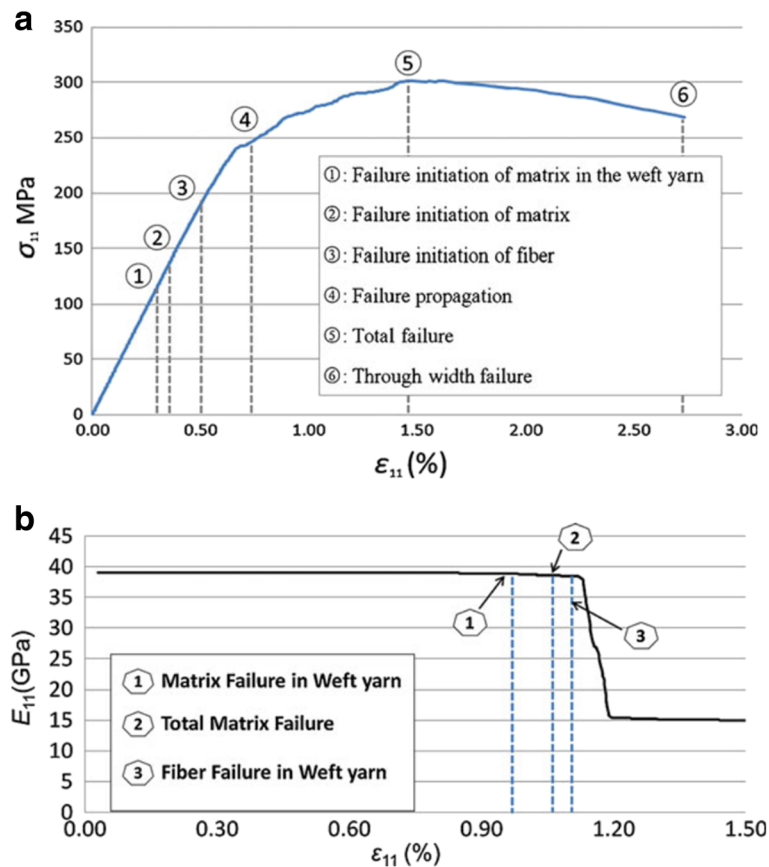 a
350
300
250
200
150
100
50
0
σ₁₁ MPa
0.00 0.50 1.00 1.50 2.00 2.50 3.00
ε₁₁ (%)
①
②
③
④
⑤
⑥
①: Failure initiation of matrix in the weft yarn
②: Failure initiation of matrix
③: Failure initiation of fiber
④: Failure propagation
⑤: Total failure
⑥: Through width failure
b
45
40
35
30
25
20
15
10
5
0
E₁₁(GPa)
0.00 0.30 0.60 0.90 1.20 1.50
ε₁₁ (%)
1
2
3
1 Matrix Failure in Weft yarn
2 Total Matrix Failure
3 Fiber Failure in Weft yarn